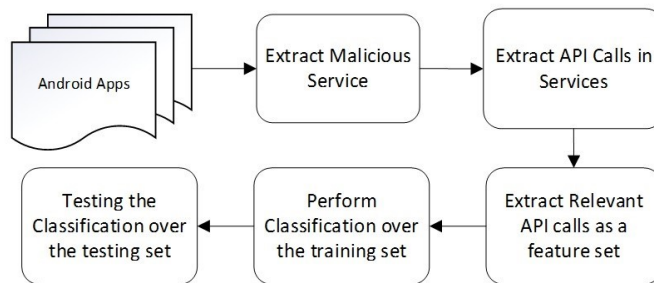 Android Apps
Extract Malicious
Service
Extract API Calls in
Services
Extract Relevant
API calls as a
feature set
Perform
Classification over
the training set
Testing the
Classification over
the testing set